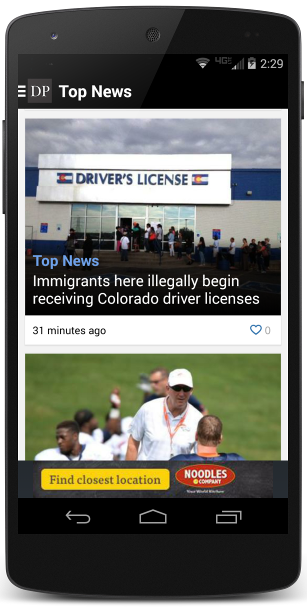 4G 2:29
DP Top News
DRIVER'S LICENSE
Top News
Immigrants here illegally begin
receiving Colorado driver licenses
31 minutes ago 0
Find closest location
NOODLES
& COMPANY
Your World Kitchen